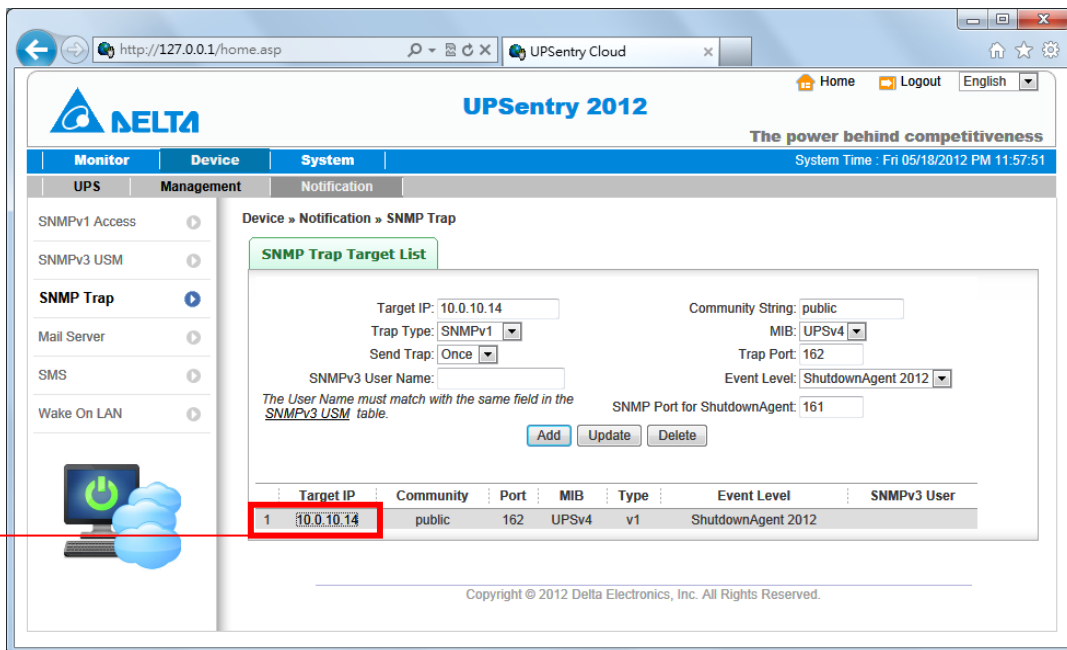 http://127.0.0.1/home.asp
UPSentry Cloud
Home Logout English
DELTA
UPSentry 2012
The power behind competitiveness
Monitor Device System System Time : Fri 05/18/2012 PM 11:57:51
UPS Management Notification
SNMPv1 Access
SNMPv3 USM
SNMP Trap
Mail Server
SMS
Wake On LAN
Device » Notification » SNMP Trap
SNMP Trap Target List
Target IP: 10.0.10.14 Community String: public
Trap Type: SNMPv1 MIB: UPSv4
Send Trap: Once Trap Port: 162
SNMPv3 User Name: Event Level: ShutdownAgent 2012
The User Name must match with the same field in the
SNMPv3 USM table.
SNMP Port for ShutdownAgent: 161
Add Update Delete
Target IP Community Port MIB Type Event Level SNMPv3 User
1 10.0.10.14 public 162 UPSv4 v1 ShutdownAgent 2012
Copyright © 2012 Delta Electronics, Inc. All Rights Reserved.